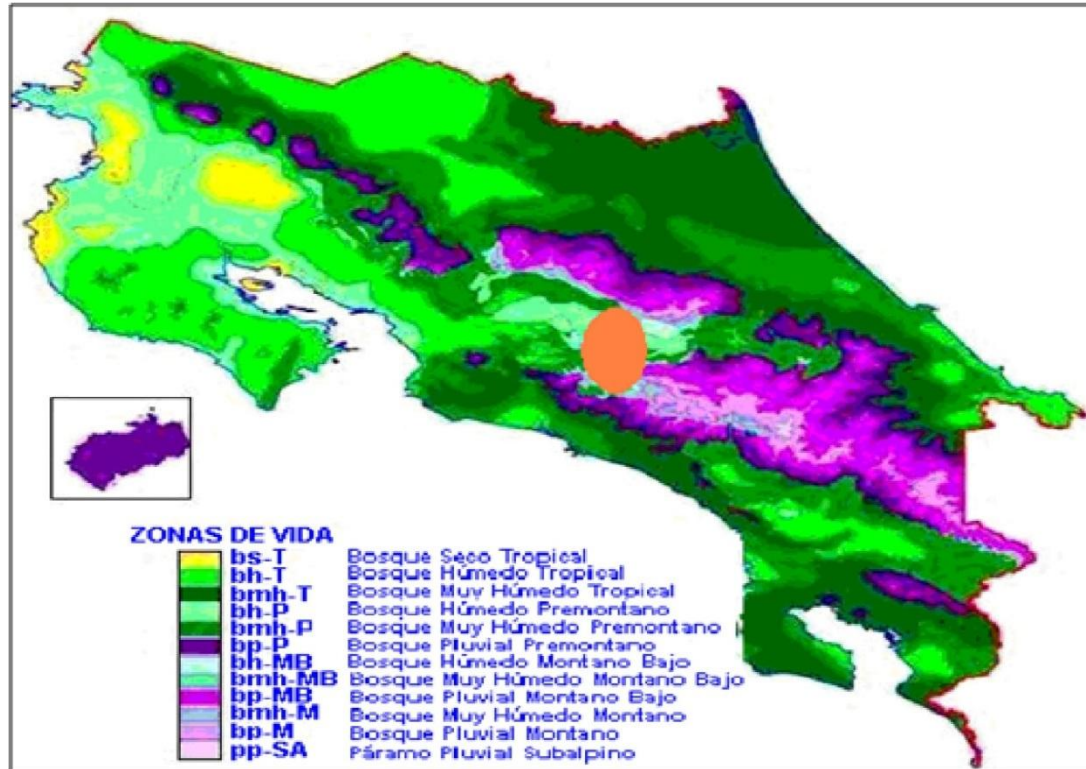 ZONAS DE VIDA
bs-T Bosque Seco Tropical
bh-T Bosque Húmedo Tropical
bmh-T Bosque Muy Húmedo Tropical
bh-P Bosque Húmedo Premontano
bmh-P Bosque Muy Húmedo Premontano
bp-P Bosque Pluvial Premontano
bh-MB Bosque Húmedo Montano Bajo
bmh-MB Bosque Muy Húmedo Montano Bajo
bp-MB Bosque Pluvial Montano Bajo
bmh-M Bosque Muy Húmedo Montano
bp-M Bosque Pluvial Montano
pp-SA Páramo Pluvial Subalpino